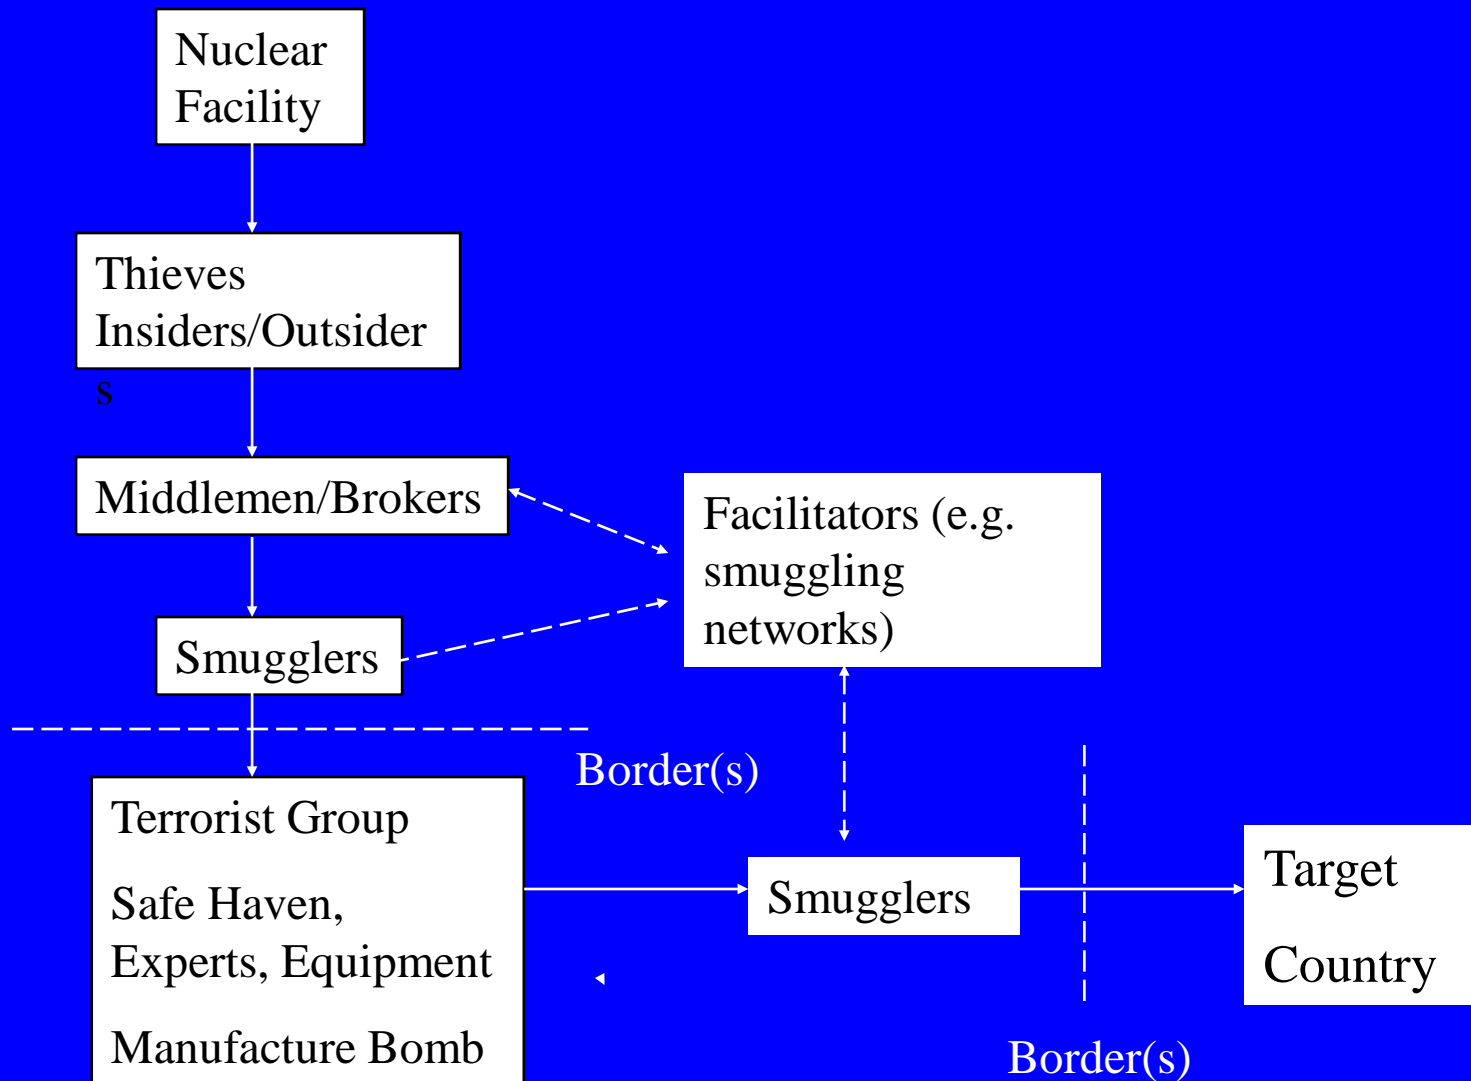 Nuclear
Facility
Thieves
Insiders/Outsider
s
Middlemen/Brokers
Facilitators (e.g.
smuggling
networks)
Smugglers
Border(s)
Terrorist Group
Safe Haven,
Experts, Equipment
Manufacture Bomb
Smugglers
Target
Country
Border(s)